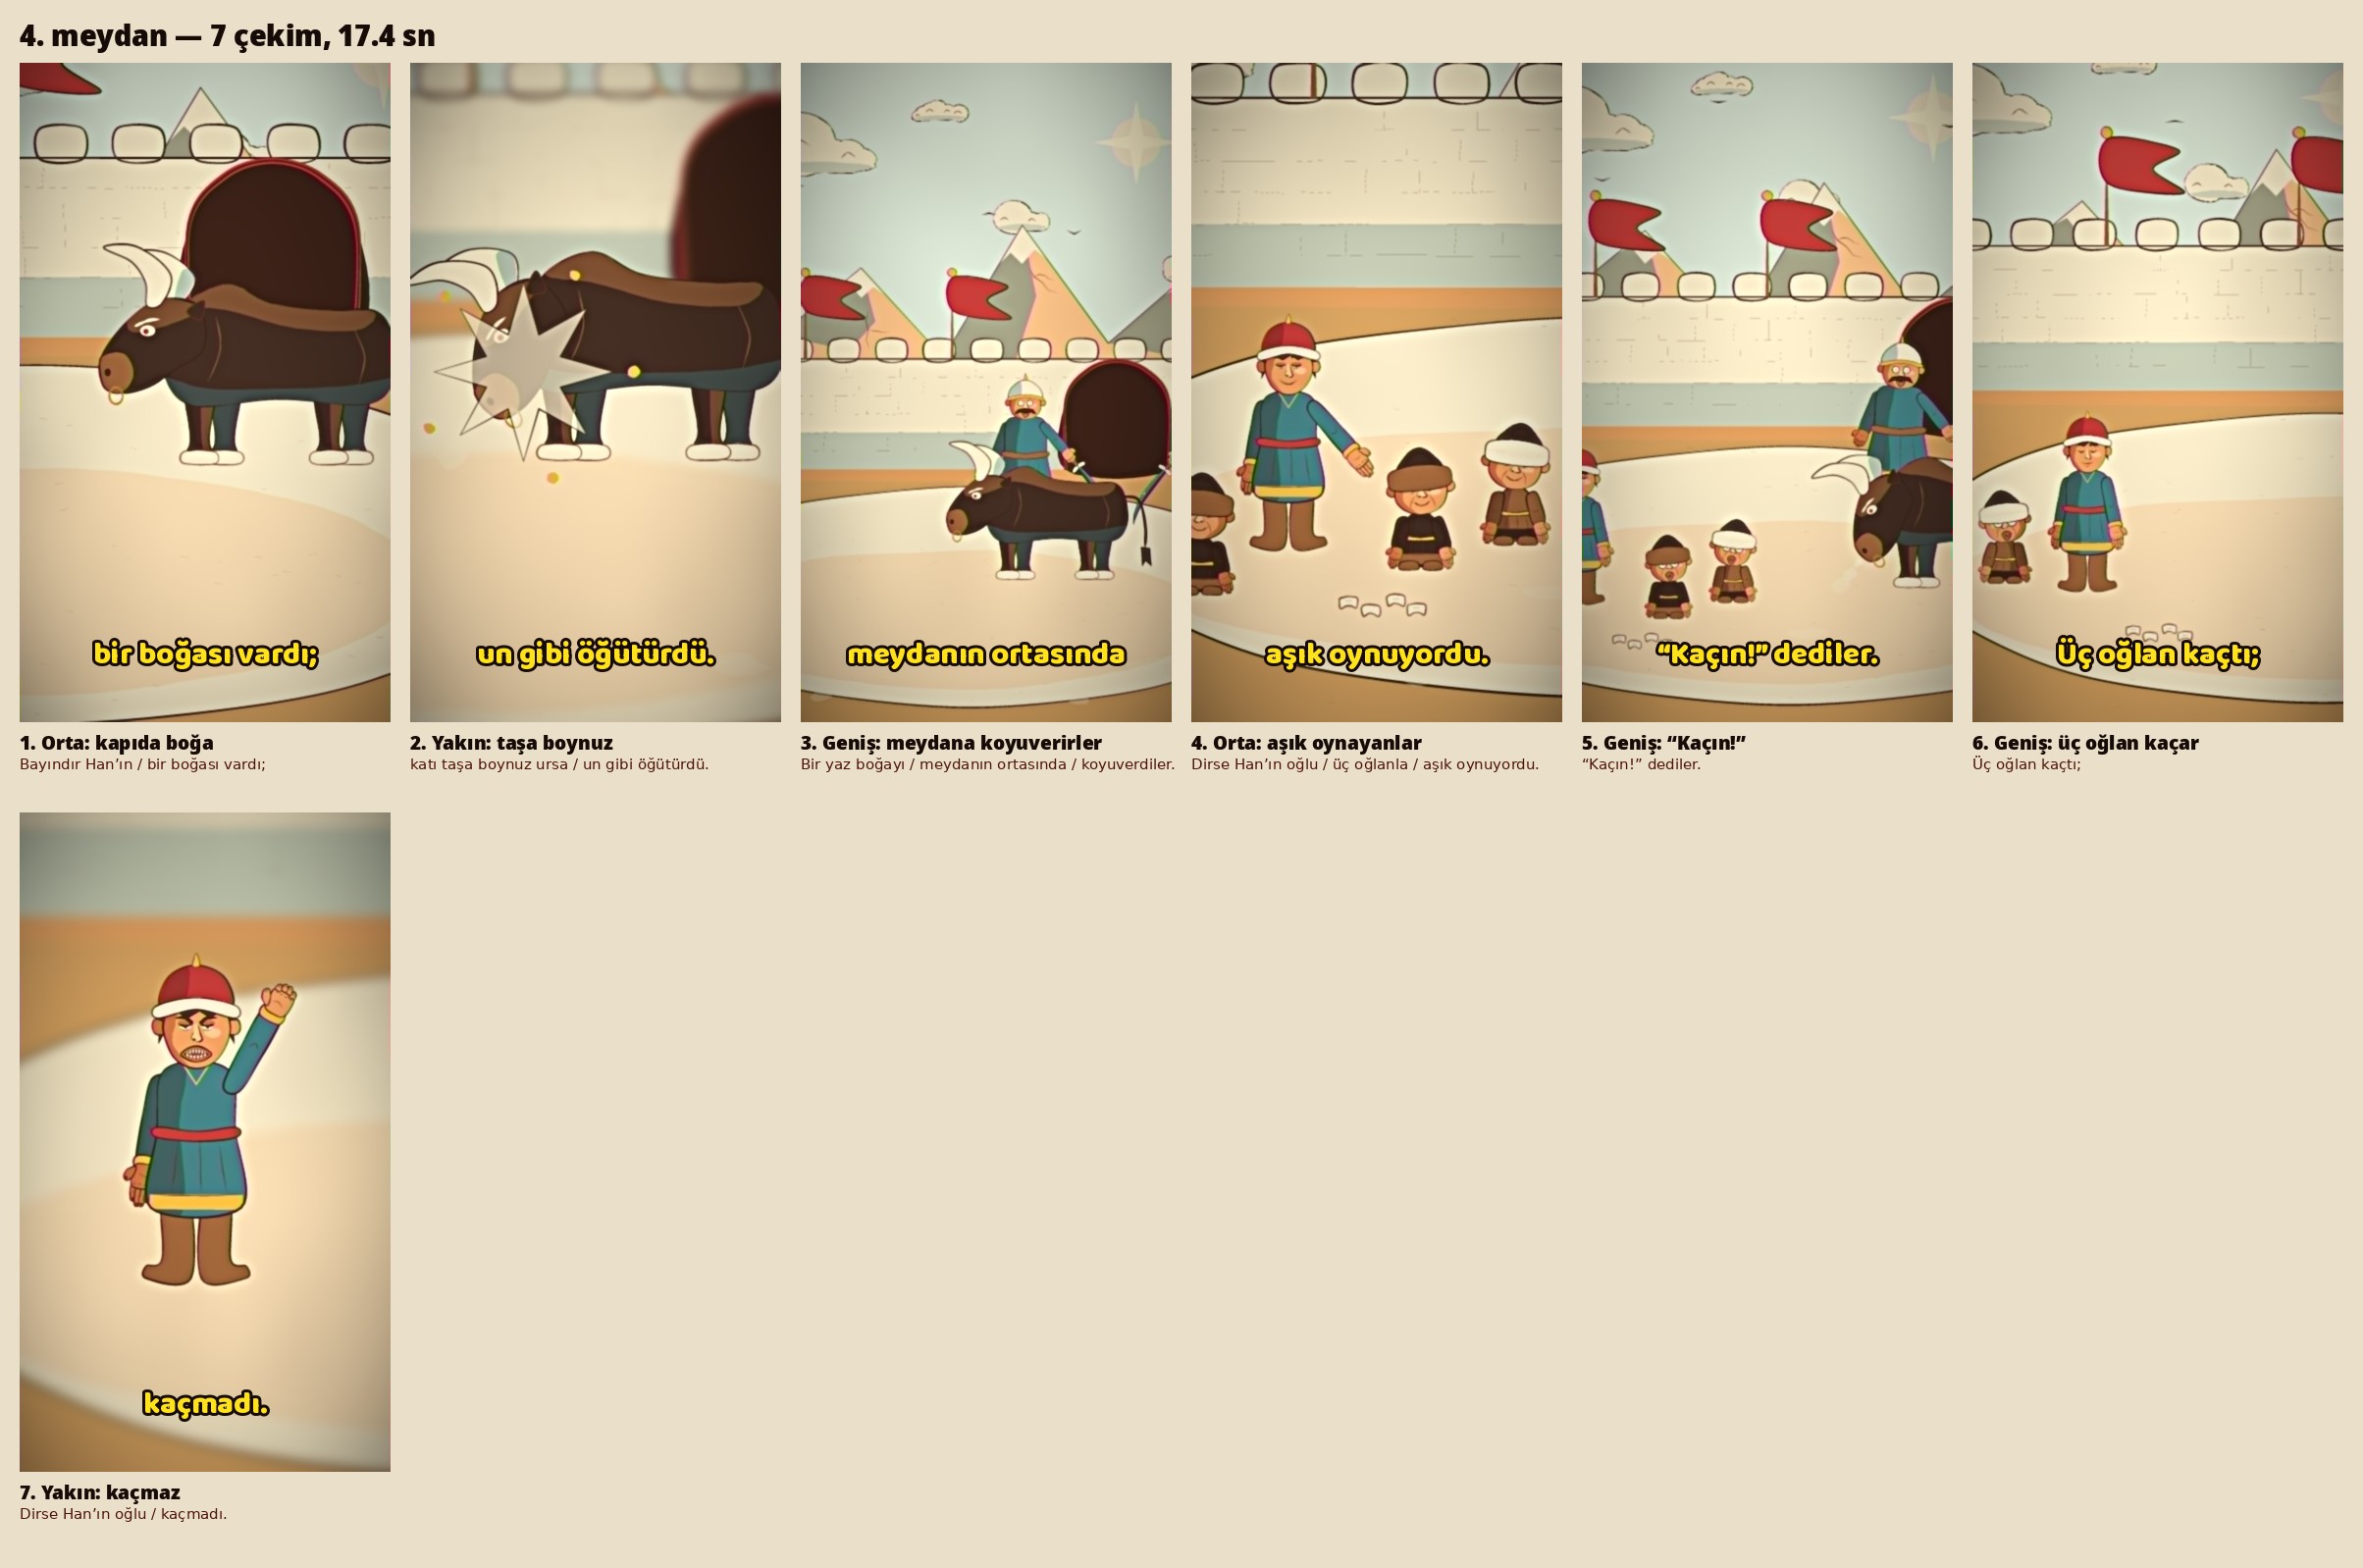 4. meydan — 7 çekim, 17.4 sn
bir boğası vardı;
un gibi öğütürdü.
meydanın ortasında
aşık oynuyordu.
“Kaçın!” dediler.
Üç oğlan kaçtı;
1. Orta: kapıda boğa
Bayındır Han’ın / bir boğası vardı;
2. Yakın: taşa boynuz
katı taşa boynuz ursa / un gibi öğütürdü.
3. Geniş: meydana koyuverirler
Bir yaz boğayı / meydanın ortasında / koyuverdiler.
4. Orta: aşık oynayanlar
Dirse Han’ın oğlu / üç oğlanla / aşık oynuyordu.
5. Geniş: “Kaçın!”
“Kaçın!” dediler.
6. Geniş: üç oğlan kaçar
Üç oğlan kaçtı;
kaçmadı.
7. Yakın: kaçmaz
Dirse Han’ın oğlu / kaçmadı.